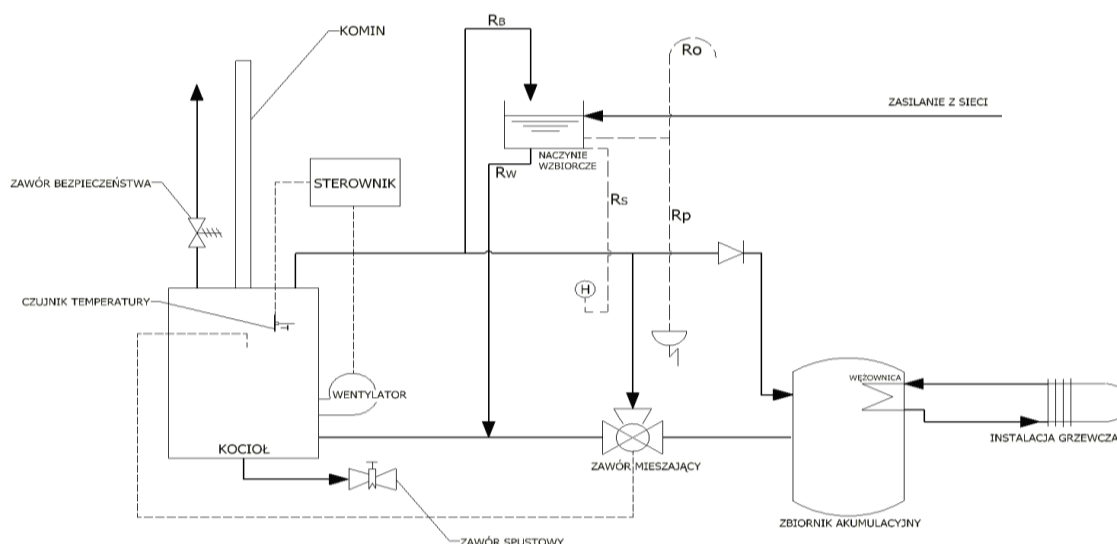 KOMIN
RB
Ro
ZASILANIE Z SIECI
NACZYNIE
WZBIORCZE
RW
ZAWÓR BEZPIECZEŃSTWA
STEROWNIK
RS
Rp
CZUJNIK TEMPERATURY
H
WENTYLATOR
WĘŻOWNICA
KOCIOŁ
INSTALACJA GRZEWCZA
ZAWÓR MIESZAJĄCY
ZBIORNIK AKUMULACYJNY
ZAWÓR SPUSTOWY